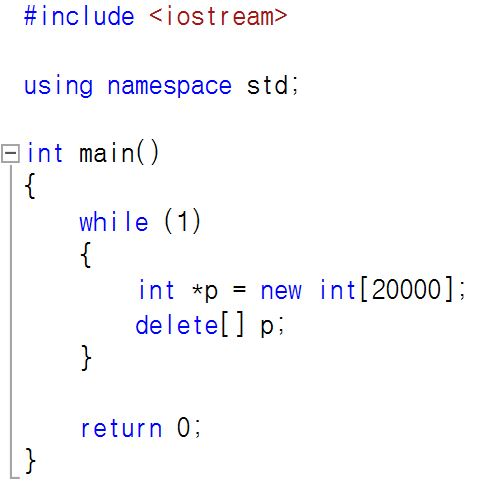 #include <iostream>
using namespace std;
int main()
{
while (1)
{
int *p = new int[20000];
delete[] p;
}
return 0;
}